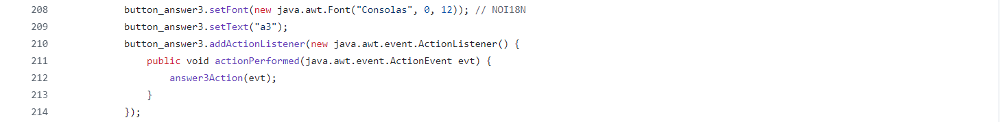 208 button_answer3.setFont(new java.awt.Font("Consolas", 0, 12)); // NOI18N
209 button_answer3.setText("a3");
210 button_answer3.addActionListener(new java.awt.event.ActionListener() {
211 public void actionPerformed(java.awt.event.ActionEvent evt) {
212 answer3Action(evt);
213 }
214 });